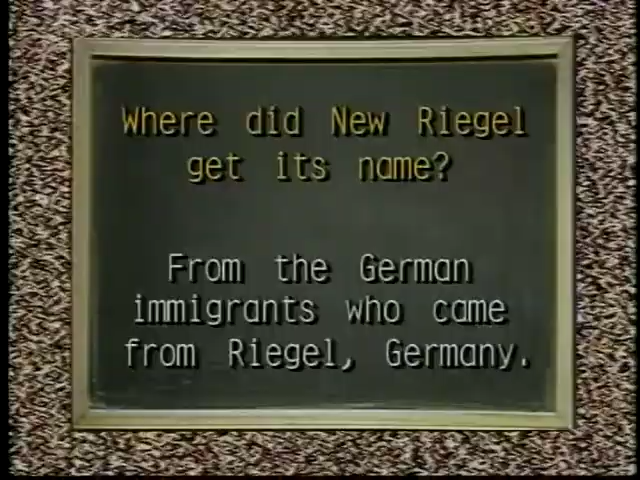 Where did New Riegel
get its name?
From the German
immigrants who came
from Riegel, Germany.